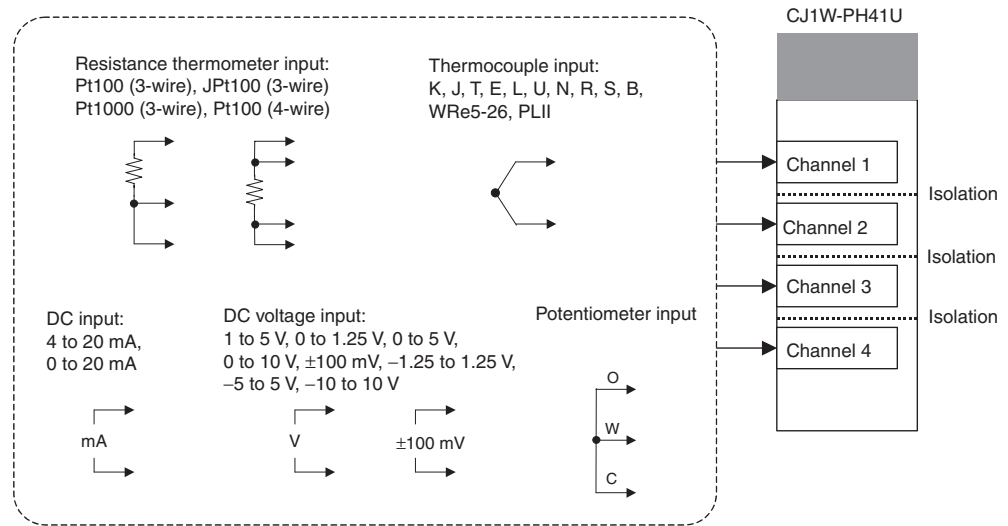 CJ1W-PH41U
Resistance thermometer input:
Pt100 (3-wire), JPt100 (3-wire)
Pt1000 (3-wire), Pt100 (4-wire)
Thermocouple input:
K, J, T, E, L, U, N, R, S, B,
WRe5-26, PLII
Channel 1
Isolation
Channel 2
Isolation
Channel 3
Isolation
Channel 4
DC input:
4 to 20 mA,
0 to 20 mA
DC voltage input:
1 to 5 V, 0 to 1.25 V, 0 to 5 V,
0 to 10 V, ±100 mV, −1.25 to 1.25 V,
−5 to 5 V, −10 to 10 V
Potentiometer input
mA
V
±100 mV
O
W
C